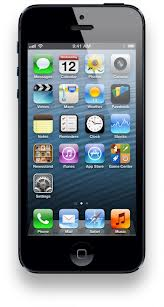 9:41 AM
Messages Calendar Photos Camera
Videos Maps Weather Passbook
Notes Reminders Clock Stocks
Newsstand iTunes App Store Game Center
Settings
Phone Mail Safari Music